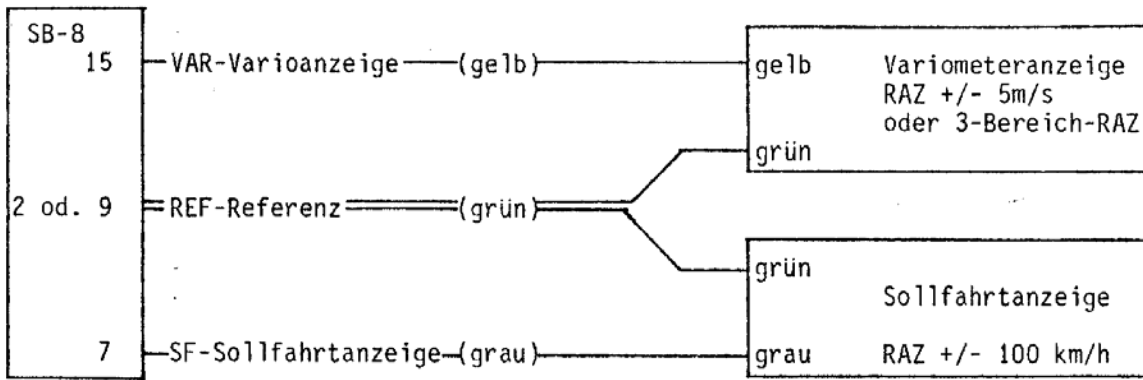 SB-8
15 VAR-Varioanzeige (gelb) gelb Variometeranzeige
RAZ +/- 5m/s
oder 3-Bereich-RAZ
grün
2 od. 9 REF-Referenz (grün)
grün
Sollfahrtanzeige
7 SF-Sollfahrtanzeige (grau) grau RAZ +/- 100 km/h